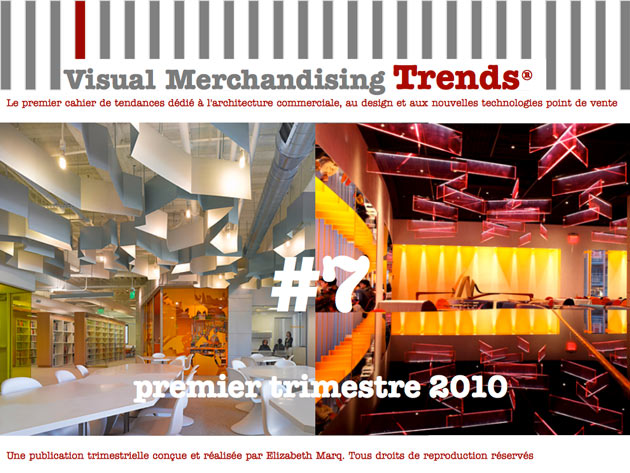 Visual Merchandising Trends®
Le premier cahier de tendances dédié à l'architecture commerciale, au design et aux nouvelles technologies point de vente
#7
premier trimestre 2010
Une publication trimestrielle conçue et réalisée par Elizabeth Marq. Tous droits de reproduction réservés